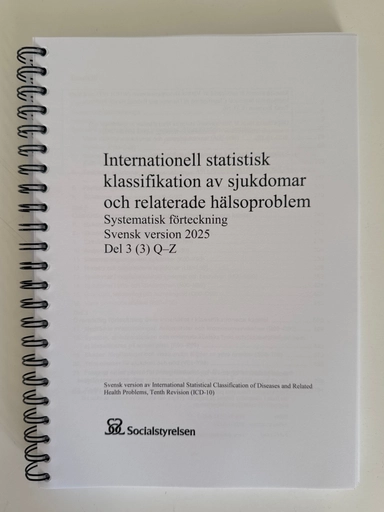 Internationell statistisk
klassifikation av sjukdomar
och relaterade hälsoproblem
Systematisk förteckning
Svensk version 2025
Del 3 (3) Q–Z
Svensk version av International Statistical Classification of Diseases and Related
Health Problems, Tenth Revision (ICD-10)
Socialstyrelsen